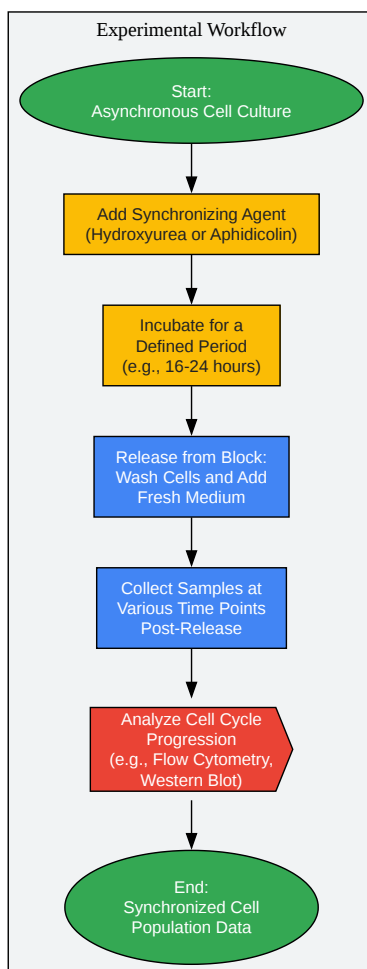 Experimental Workflow
Start:
Asynchronous Cell Culture
Add Synchronizing Agent
(Hydroxyurea or Aphidicolin)
Incubate for a
Defined Period
(e.g., 16-24 hours)
Release from Block:
Wash Cells and Add
Fresh Medium
Collect Samples at
Various Time Points
Post-Release
Analyze Cell Cycle
Progression
(e.g., Flow Cytometry,
Western Blot)
End:
Synchronized Cell
Population Data